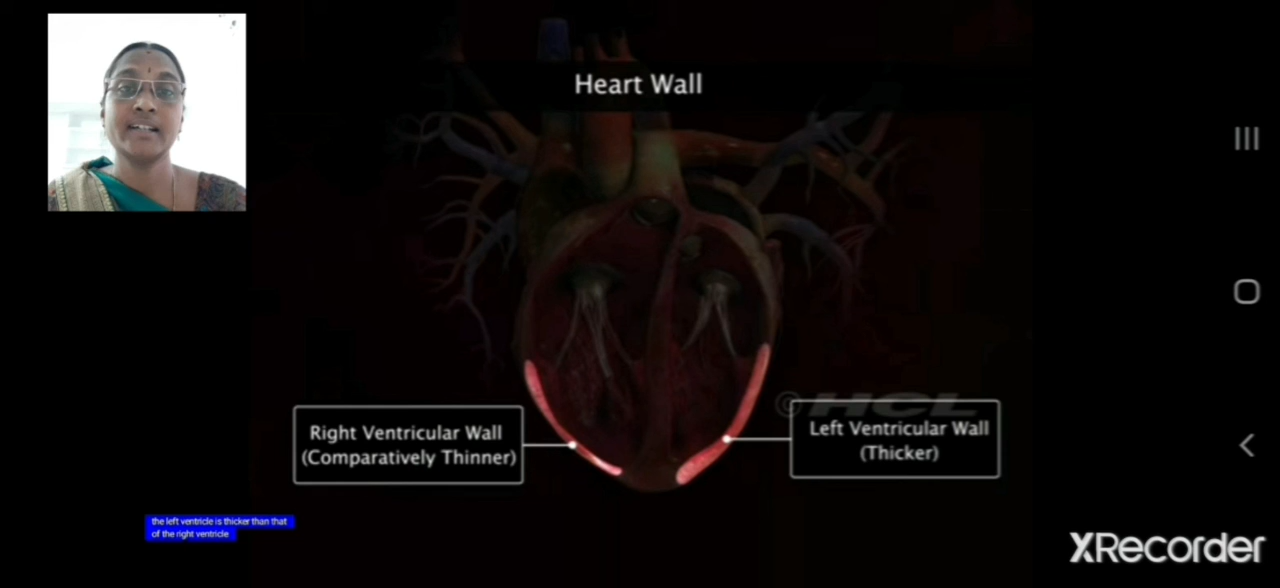 Heart Wall
© HCL
Right Ventricular Wall
(Comparatively Thinner)
Left Ventricular Wall
(Thicker)
the left ventricle is thicker than that
of the right ventricle
XRecorder